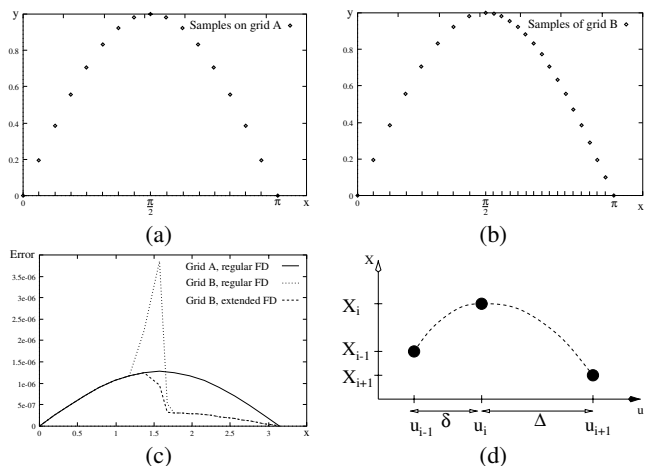 y
Samples on grid A
0.8
0.6
0.4
0.2
0
0
π/2
π
x
(a)
y
Samples of grid B
0.8
0.6
0.4
0.2
0
0
π/2
π
x
(b)
Error
3.5e-06
3e-06
2.5e-06
2e-06
1.5e-06
1e-06
5e-07
0
Grid A, regular FD
Grid B, regular FD
Grid B, extended FD
0
0.5
1
1.5
2
2.5
3
x
(c)
X
X_i
X_{i-1}
X_{i+1}
δ
Δ
u_{i-1}
u_i
u_{i+1}
u
(d)